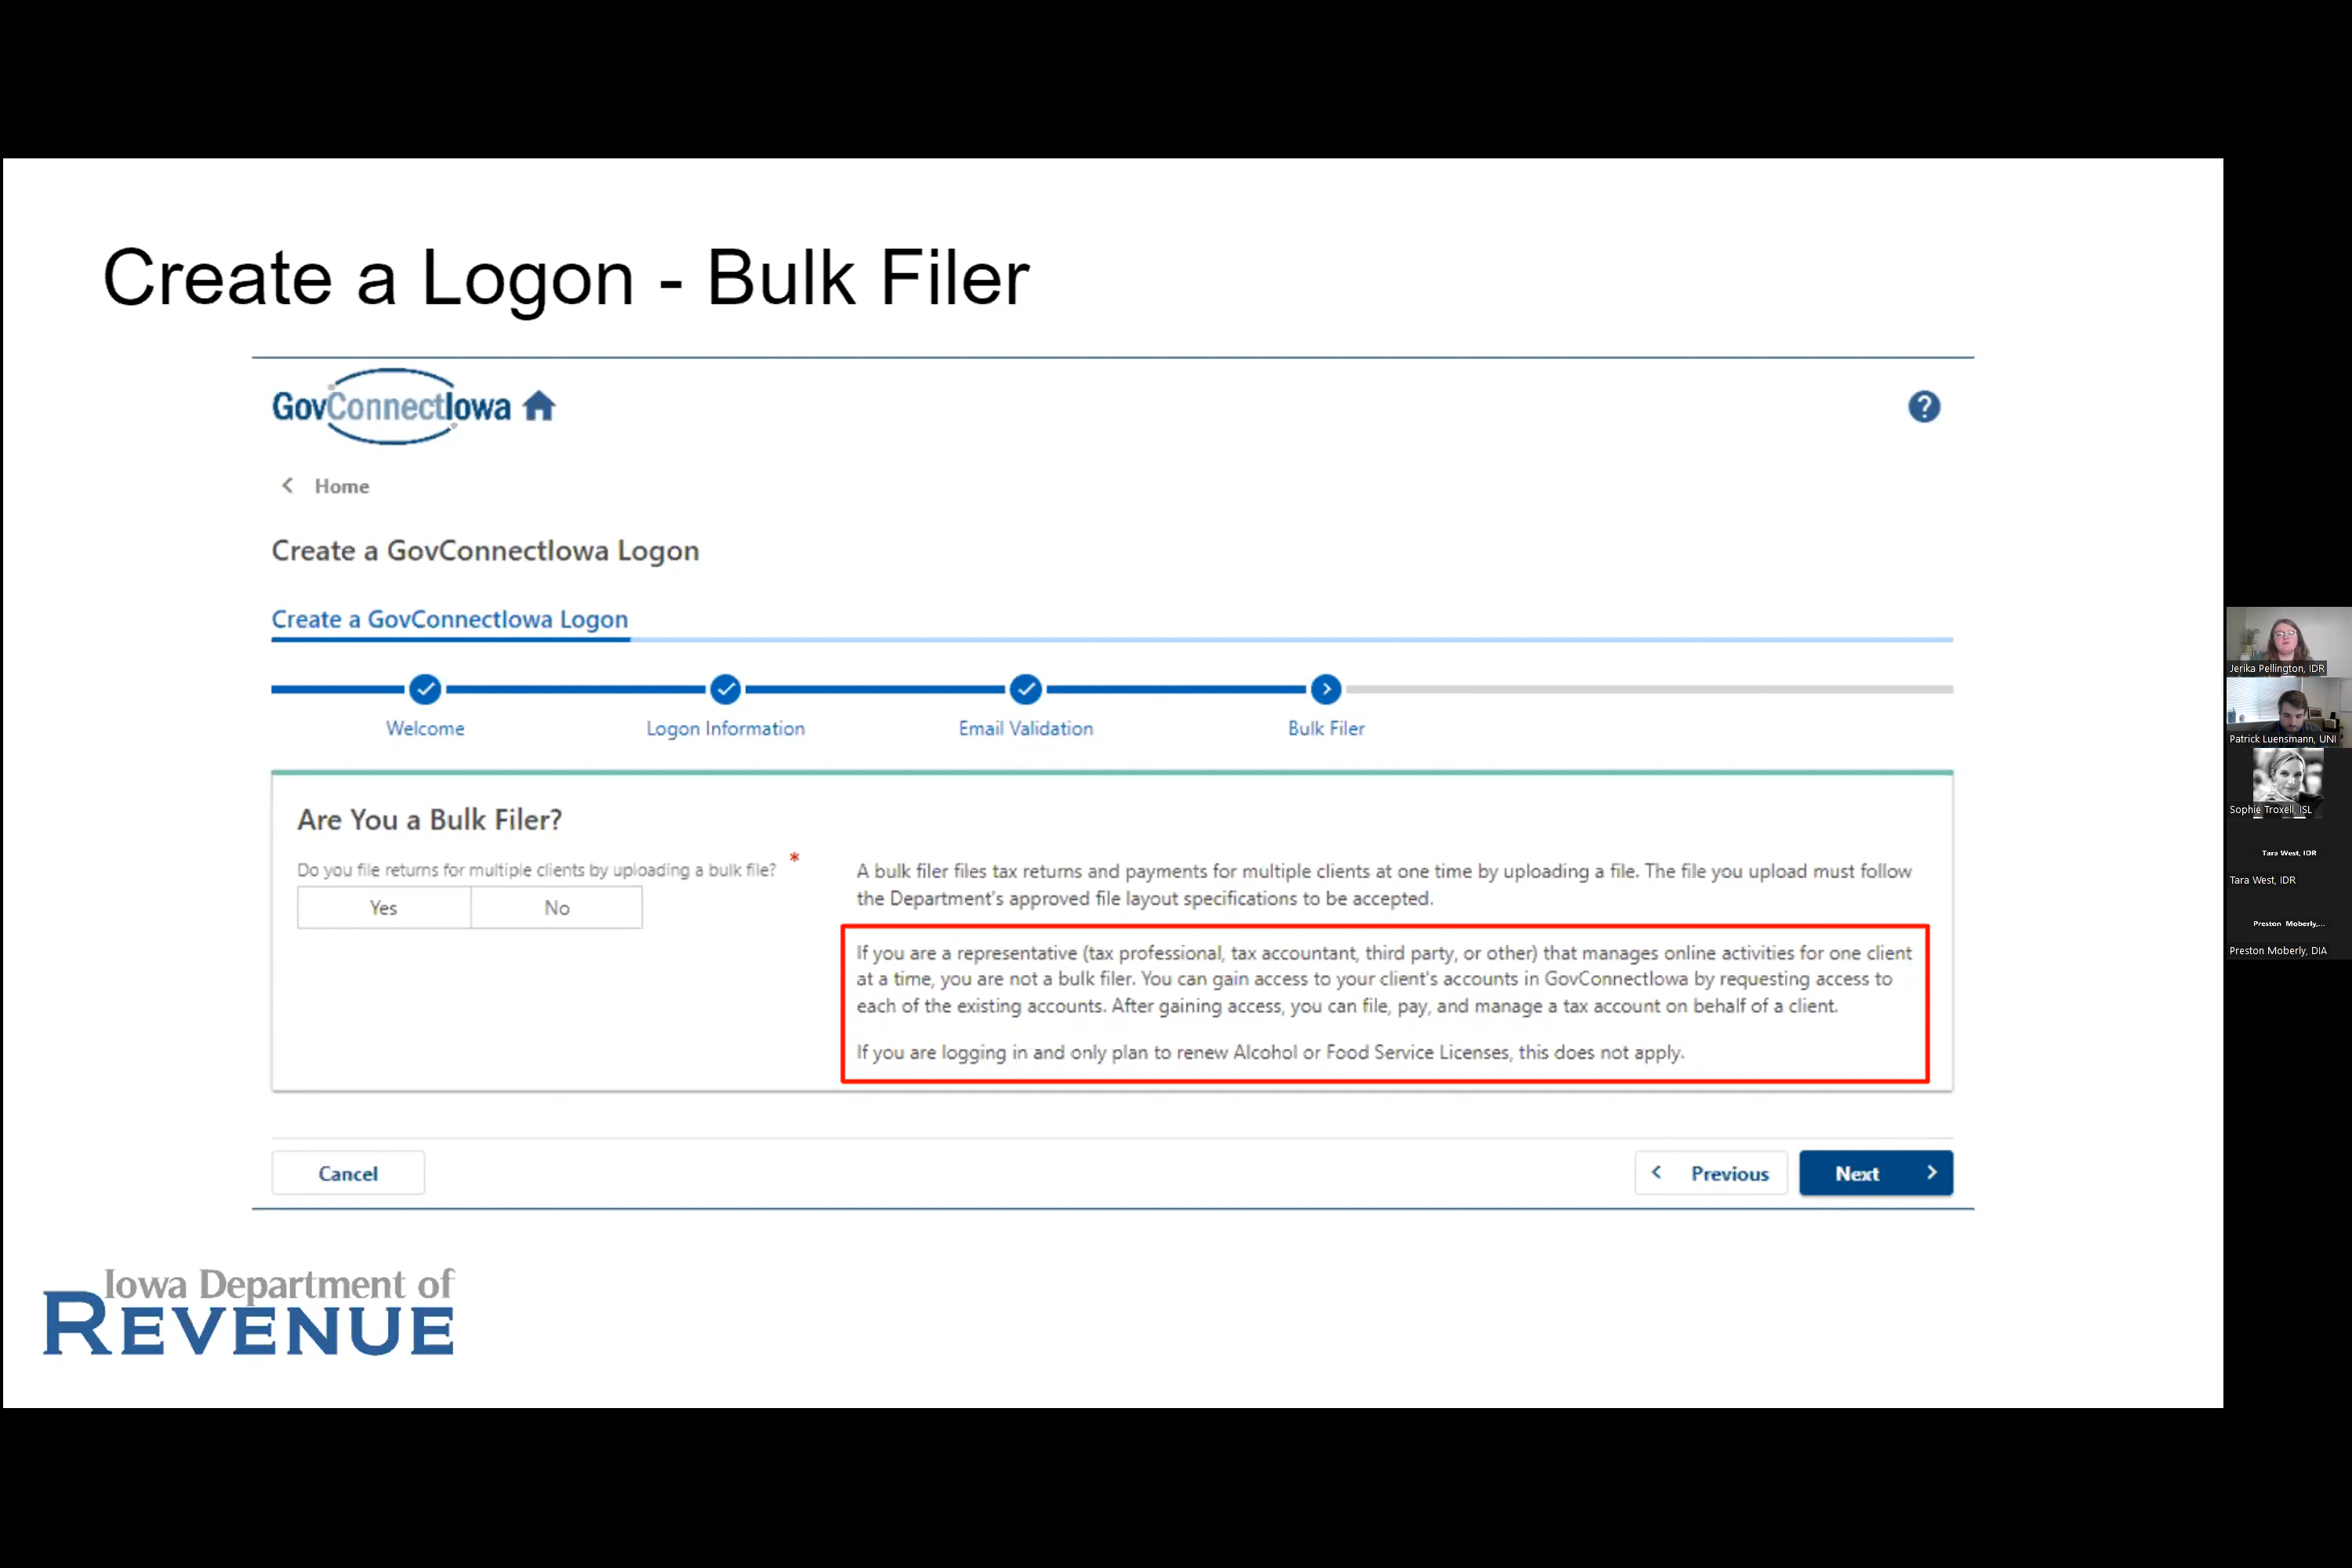 Create a Logon - Bulk Filer
GovConnectIowa
?
Home
Create a GovConnectIowa Logon
Create a GovConnectIowa Logon
Welcome
Logon Information
Email Validation
Bulk Filer
Are You a Bulk Filer?
Do you file returns for multiple clients by uploading a bulk file? *
Yes
No
A bulk filer files tax returns and payments for multiple clients at one time by uploading a file. The file you upload must follow
the Department's approved file layout specifications to be accepted.
If you are a representative (tax professional, tax accountant, third party, or other) that manages online activities for one client
at a time, you are not a bulk filer. You can gain access to your client's accounts in GovConnectIowa by requesting access to
each of the existing accounts. After gaining access, you can file, pay, and manage a tax account on behalf of a client.
If you are logging in and only plan to renew Alcohol or Food Service Licenses, this does not apply.
Cancel
Previous
Next
Iowa Department of
REVENUE
Jerika Pellington, IDR
Patrick Luensmann, UNI
Sophie Troxell, ISL
Tara West, IDR
Tara West, IDR
Preston Moberly,...
Preston Moberly, DIA